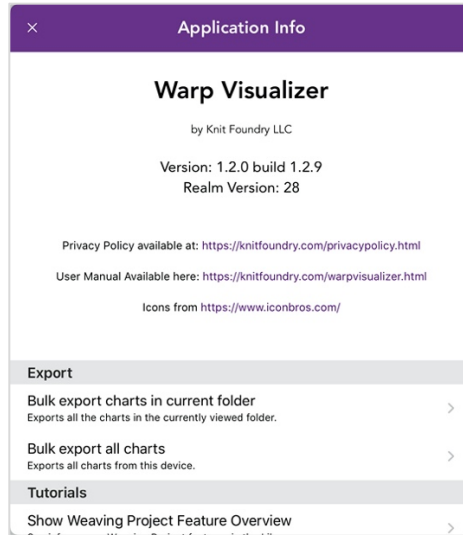 Application Info
Warp Visualizer
by Knit Foundry LLC
Version: 1.2.0 build 1.2.9
Realm Version: 28
Privacy Policy available at: https://knitfoundry.com/privacypolicy.html
User Manual Available here: https://knitfoundry.com/warpvisualizer.html
Icons from https://www.iconbros.com/
Export
Bulk export charts in current folder
Exports all the charts in the currently viewed folder.
Bulk export all charts
Exports all charts from this device.
Tutorials
Show Weaving Project Feature Overview